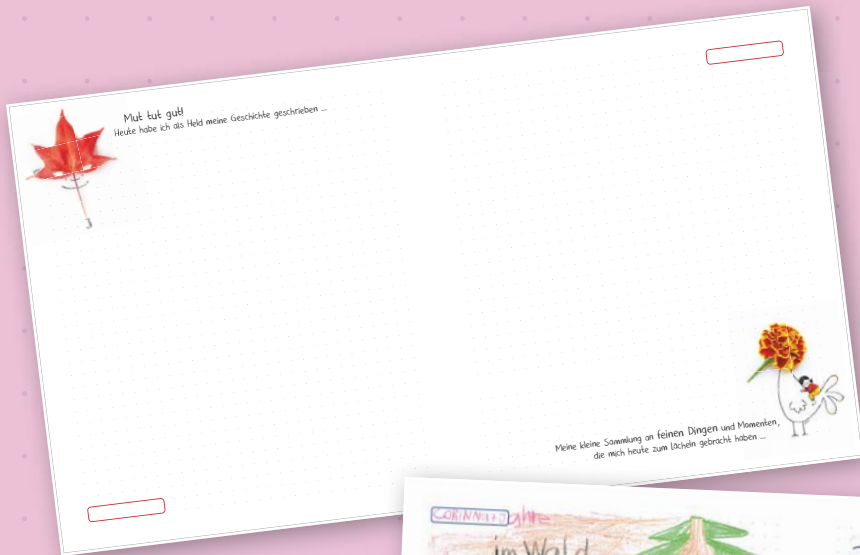 Mut tut gut!
Heute habe ich als Held meine Geschichte geschrieben ...
Meine kleine Sammlung an feinen Dingen und Momenten,
die mich heute zum Lächeln gebracht haben ...
Jahre
im Wald